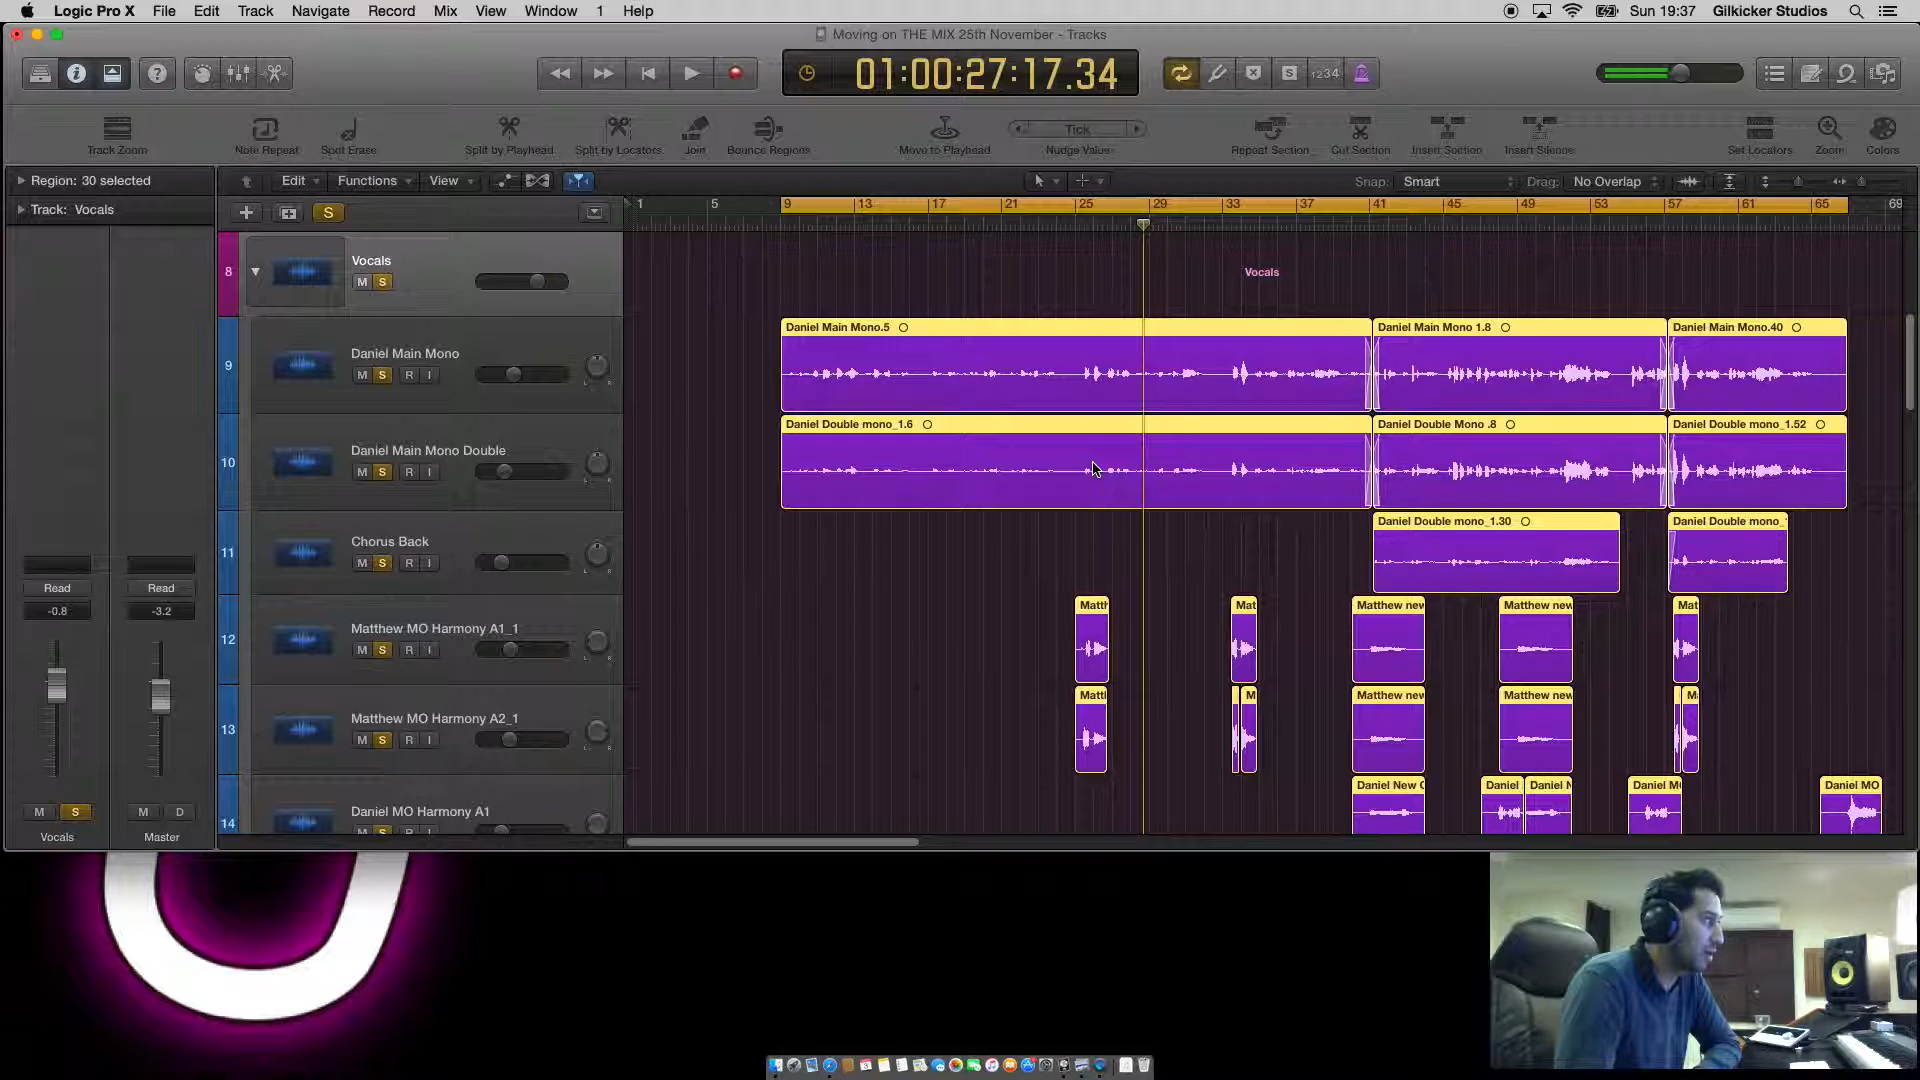 Logic Pro X File Edit Track Navigate Record Mix View Window 1 Help Sun 19:37 Gilkicker Studios
Moving on THE MIX 25th November - Tracks
01:00:27:17.34
1234
Tick
Track Zoom Note Repeat Spot Erase Split by Playhead Split by Locators Join Bounce Regions Move to Playhead Nudge Value Repeat Section Cut Section Insert Section Insert Silence Set Locators Zoom Colors
Region: 30 selected
Edit Functions View Snap: Smart Drag: No Overlap
Track: Vocals
S
1 5 9 13 17 21 25 29 33 37 41 45 49 53 57 61 65 69
8 Vocals
M S
Vocals
Daniel Main Mono.5 Daniel Main Mono 1.8 Daniel Main Mono.40
9 Daniel Main Mono
M S R I
Daniel Double mono_1.6 Daniel Double Mono .8 Daniel Double mono_1.52
10 Daniel Main Mono Double
M S R I
Daniel Double mono_1.30 Daniel Double mono_
11 Chorus Back
M S R I
Matth Mat Matthew new Matthew new Mat
12 Matthew MO Harmony A1_1
M S R I
Matth M Matthew new Matthew new Ma
13 Matthew MO Harmony A2_1
M S R I
Daniel New Daniel Daniel N Daniel M Daniel MO
14 Daniel MO Harmony A1
M S R I
Read Read
-0.8 -3.2
M S M D
Vocals Master